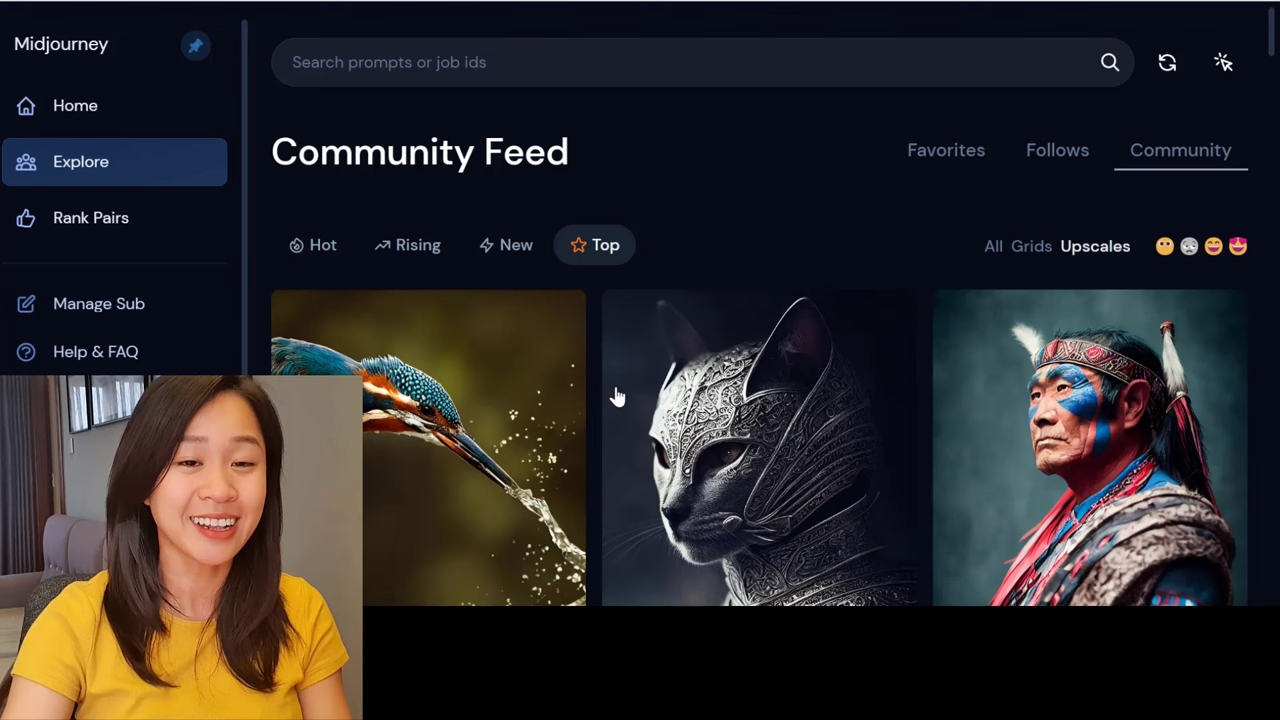 Midjourney
Search prompts or job ids
Home
Community Feed
Favorites Follows Community
Explore
Rank Pairs
Hot Rising New Top
All Grids Upscales
Manage Sub
Help & FAQ